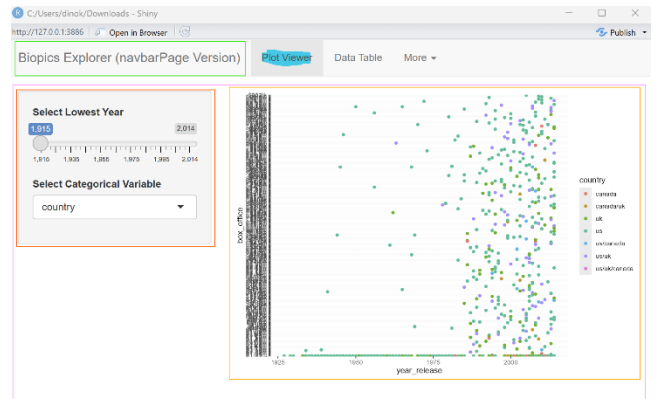 C:/Users/dinok/Downloads - Shiny
http://127.0.0.1:3886 Open in Browser Publish
Biopics Explorer (navbarPage Version) Plot Viewer Data Table More
Select Lowest Year
1,915 2,014
1,915 1,935 1,955 1,975 1,995 2,014
Select Categorical Variable
country
box_office
1925 1950 1975 2000
year_release
country
canada
canada/uk
uk
us
us/canada
us/uk
us/uk/canada